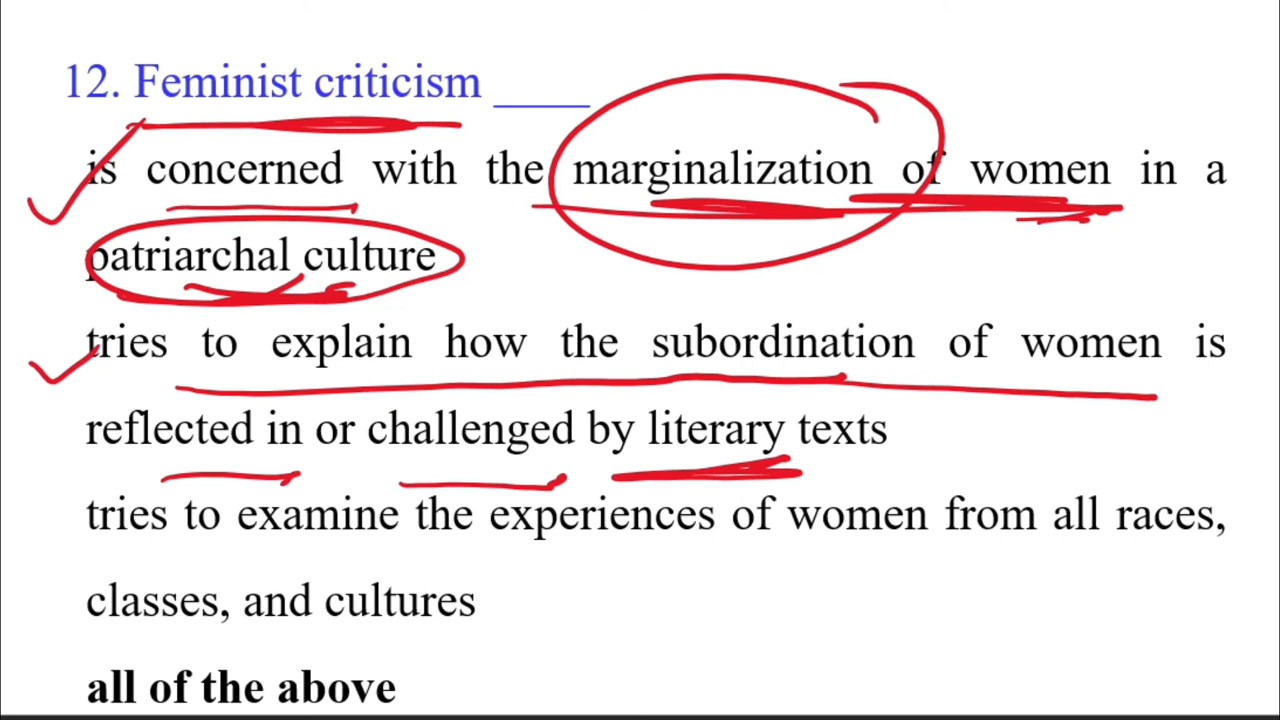 12. Feminist criticism ____
is concerned with the marginalization of women in a
patriarchal culture
tries to explain how the subordination of women is
reflected in or challenged by literary texts
tries to examine the experiences of women from all races,
classes, and cultures
all of the above